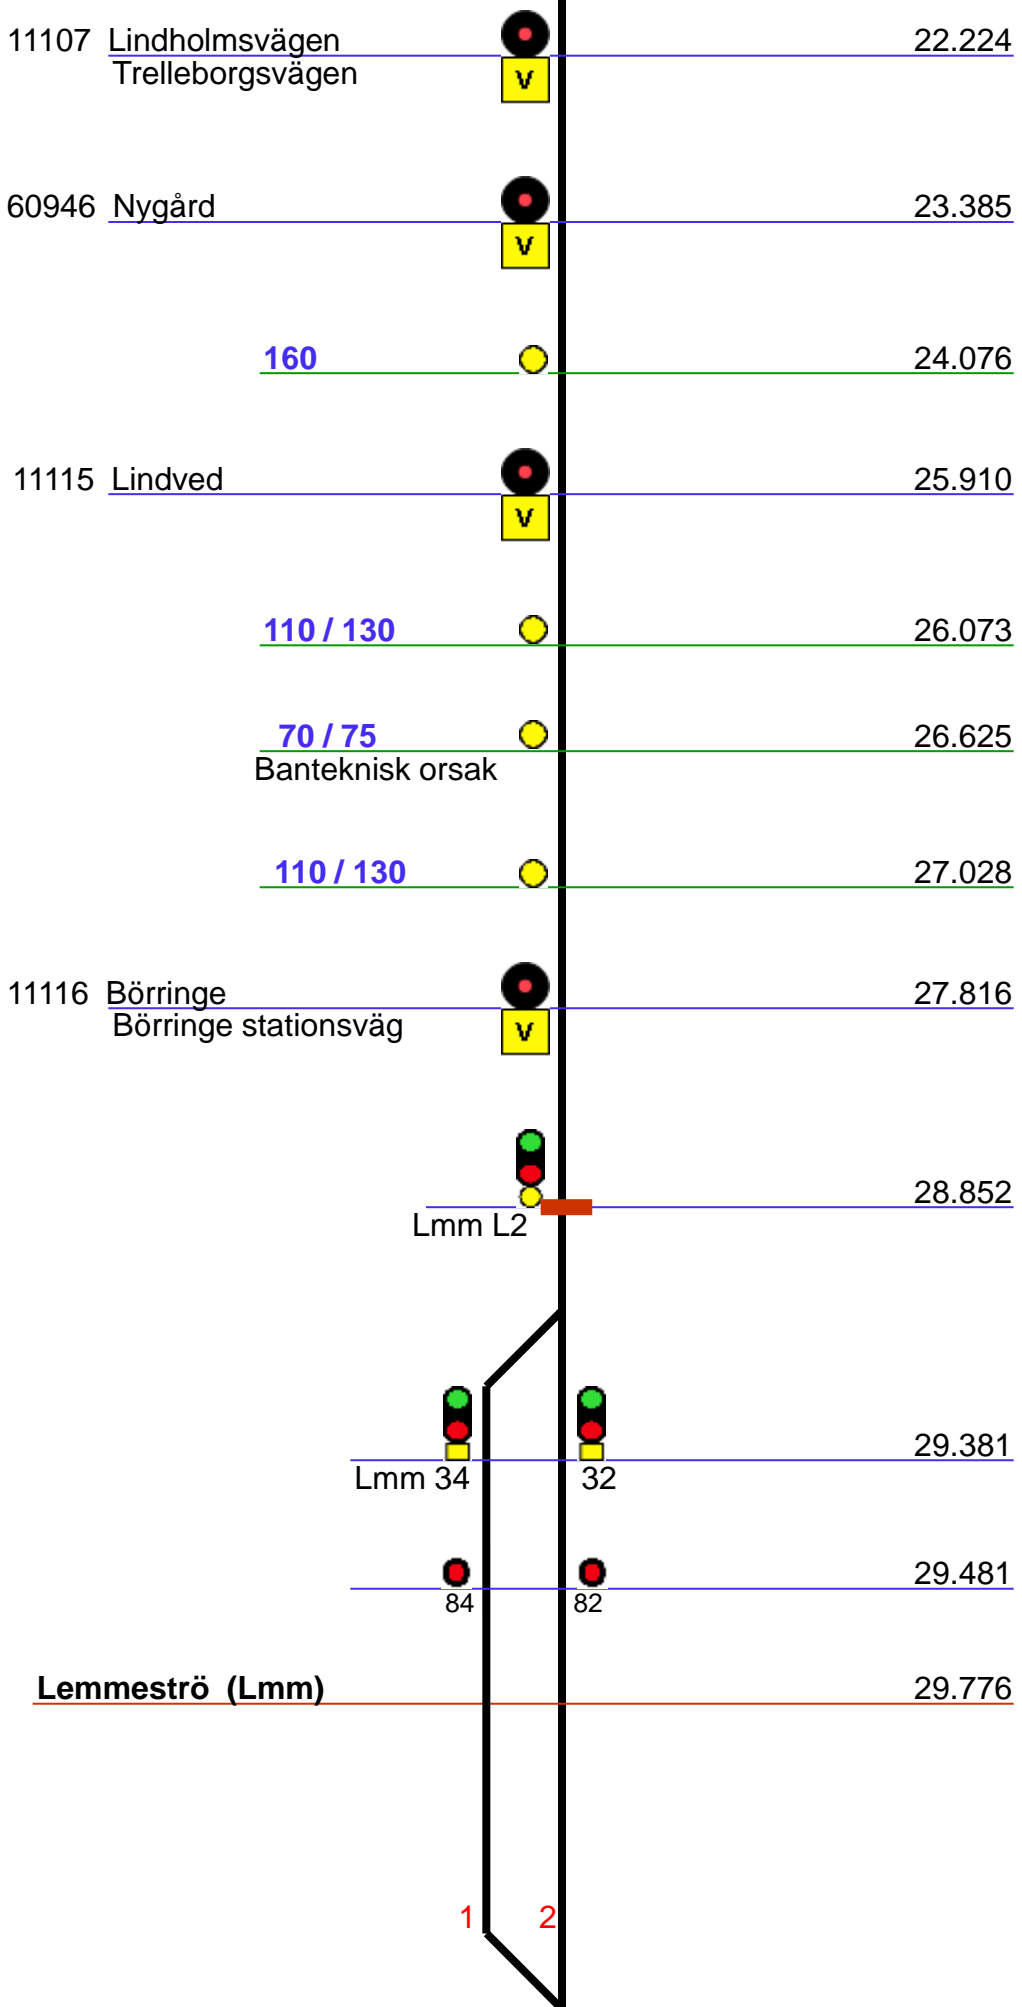 11107 Lindholmsvägen 22.224
Trelleborgsvägen
V
60946 Nygård 23.385
V
160 24.076
11115 Lindved 25.910
V
110 / 130 26.073
70 / 75 26.625
Banteknisk orsak
110 / 130 27.028
11116 Börringe 27.816
Börringe stationsväg
V
28.852
Lmm L2
29.381
Lmm 34 32
29.481
84 82
Lemmeströ (Lmm) 29.776
1 2